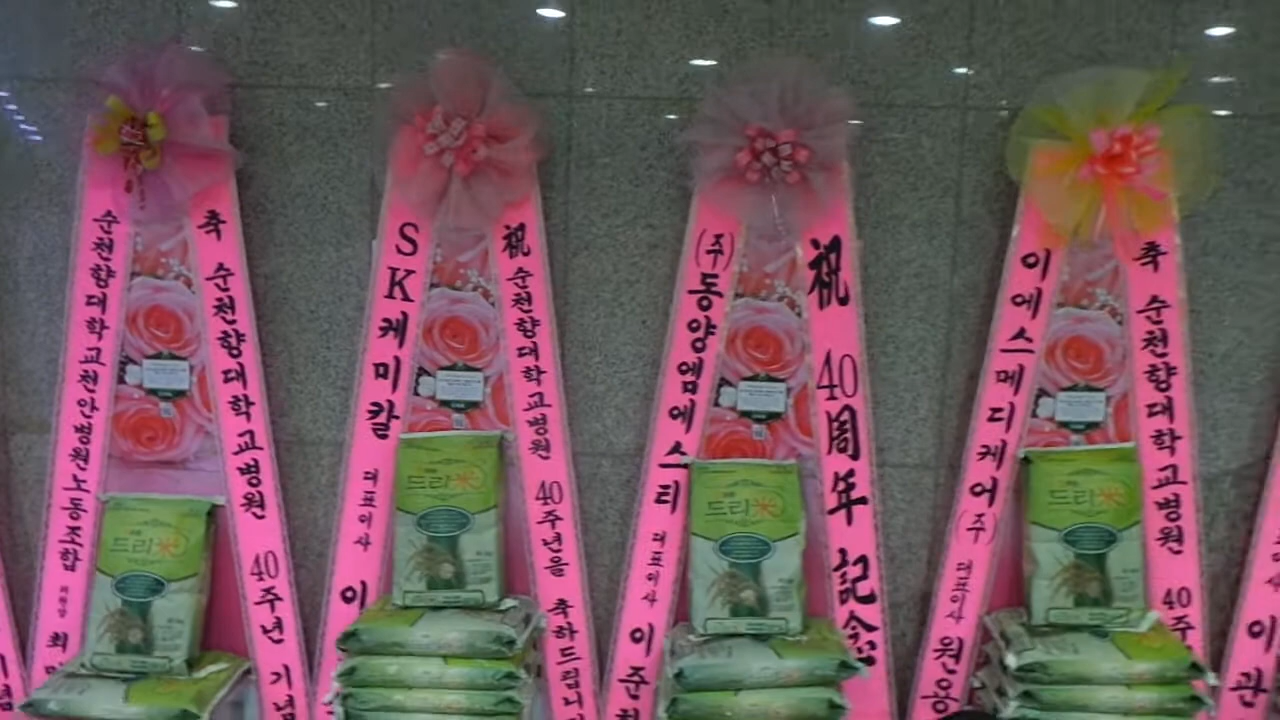 순천향대학교천안병원노동조합
최
축 순천향대학교병원 40주년 기념
드리米
SK케미칼 대표이사 이
祝 순천향대학교병원 40주년을 축하드립니다
드리米
(주)동양엠에스티 대표이사 이준
祝 40周年 記念
드리米
이에스메디케어(주) 대표이사 원용
축 순천향대학교병원 40주
드리米
이관